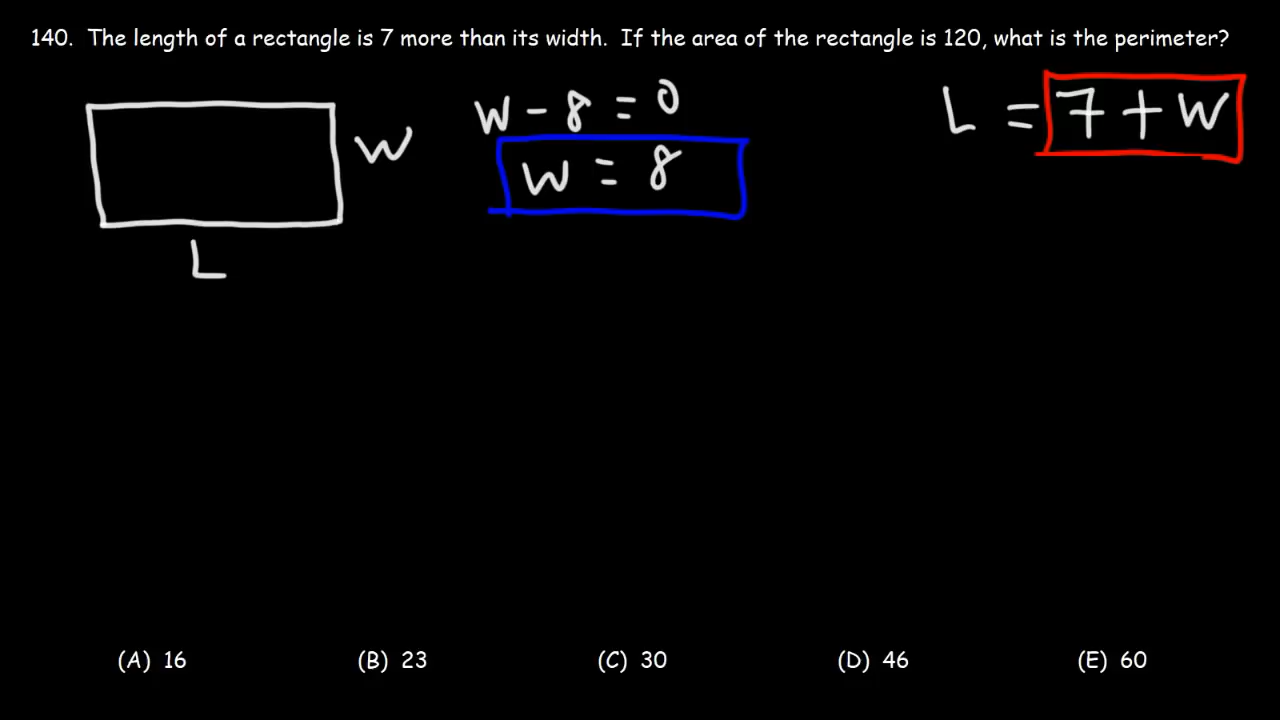 140. The length of a rectangle is 7 more than its width. If the area of the rectangle is 120, what is the perimeter?
W - 8 = 0
W = 8
L = 7 + W
W
L
(A) 16 (B) 23 (C) 30 (D) 46 (E) 60